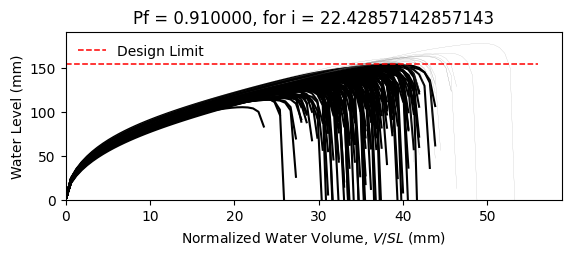 Pf = 0.910000, for i = 22.42857142857143
Design Limit
Water Level (mm)
150
100
50
0
0 10 20 30 40 50
Normalized Water Volume, V/SL (mm)